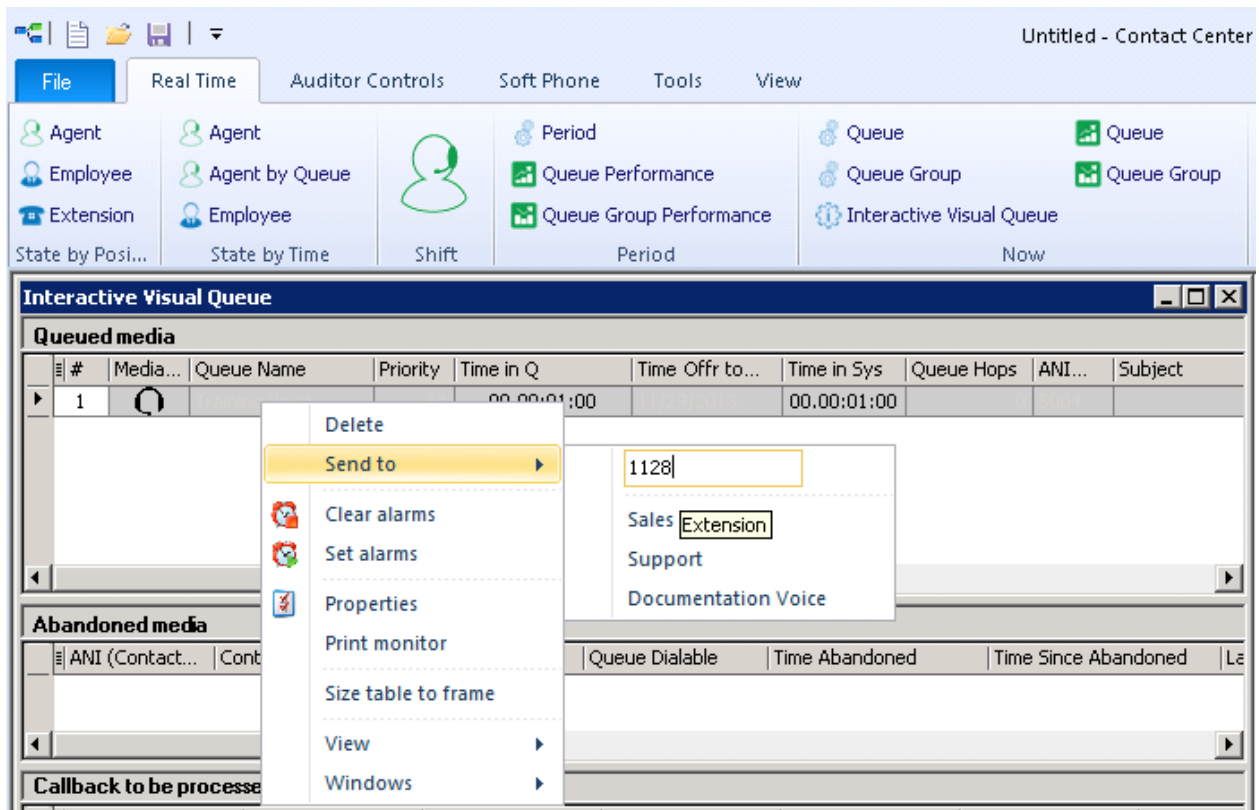 Untitled - Contact Center
File Real Time Auditor Controls Soft Phone Tools View
Agent Agent Period Queue Queue
Employee Agent by Queue Queue Performance Queue Group Queue Group
Extension Employee Queue Group Performance Interactive Visual Queue
State by Posi... State by Time Shift Period Now
Interactive Visual Queue
Queued media
# Media... Queue Name Priority Time in Q Time Offr to... Time in Sys Queue Hops ANI... Subject
1 00.00:01:00 00.00:01:00
Delete
Send to 1128
Clear alarms Sales Extension
Set alarms Support
Properties Documentation Voice
Abandoned media
Print monitor
ANI (Contact... Cont Queue Dialable Time Abandoned Time Since Abandoned La
Size table to frame
View
Callback to be processe Windows